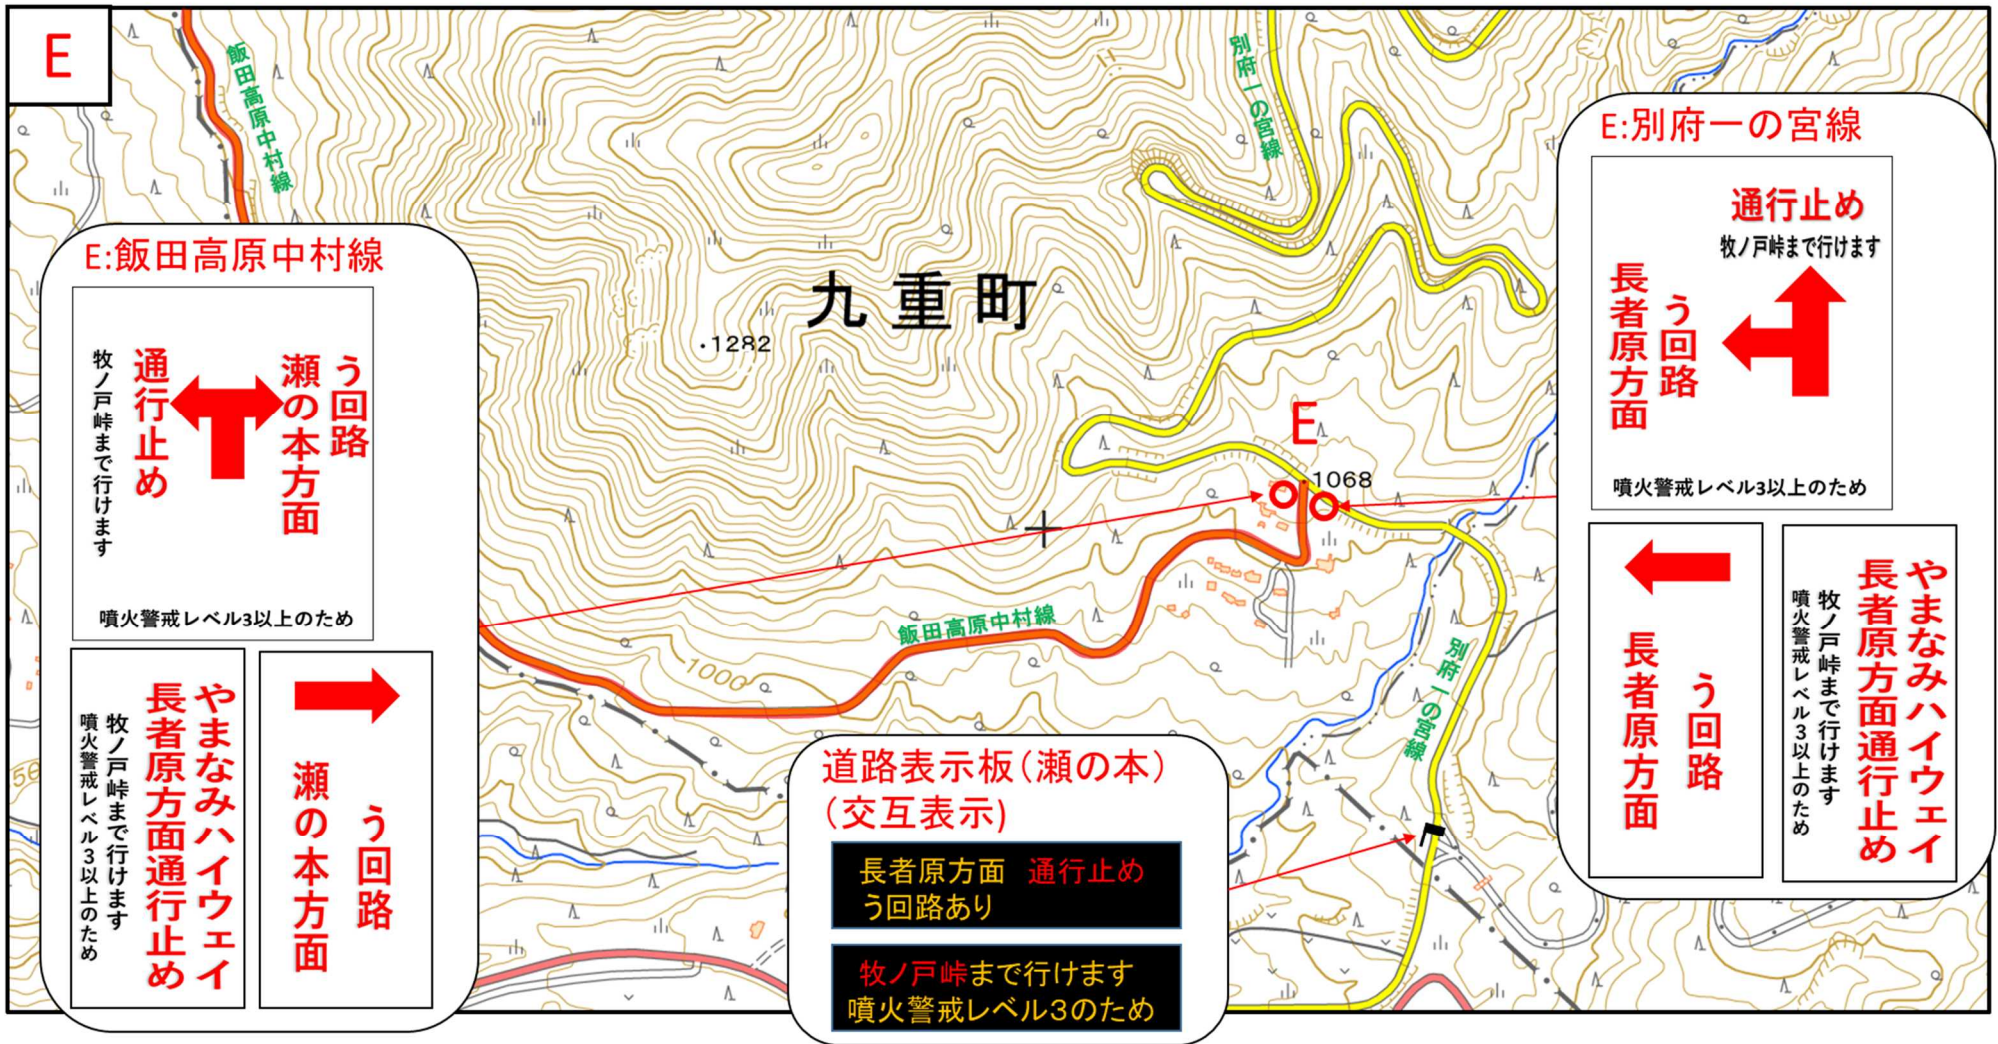 E
飯田高原中村線
別府一の宮線
E:飯田高原中村線
う回路
瀬の本方面
通行止め
牧ノ戸峠まで行けます
噴火警戒レベル3以上のため
やまなみハイウェイ
長者原方面通行止め
牧ノ戸峠まで行けます
噴火警戒レベル3以上のため
う回路
瀬の本方面
九重町
・1282
E
1068
飯田高原中村線
1000
別府一の宮線
道路表示板(瀬の本)
(交互表示)
長者原方面 通行止め
う回路あり
牧ノ戸峠まで行けます
噴火警戒レベル3のため
E:別府一の宮線
通行止め
牧ノ戸峠まで行けます
う回路
長者原方面
噴火警戒レベル3以上のため
う回路
長者原方面
やまなみハイウェイ
長者原方面通行止め
牧ノ戸峠まで行けます
噴火警戒レベル3以上のため